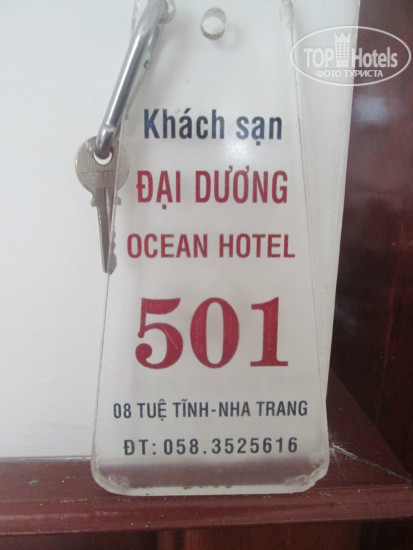 TOP Hotels
ФОТО ТУРИСТА
Khách sạn
ĐẠI DƯƠNG
OCEAN HOTEL
501
08 TUỆ TĨNH-NHA TRANG
ĐT: 058.3525616